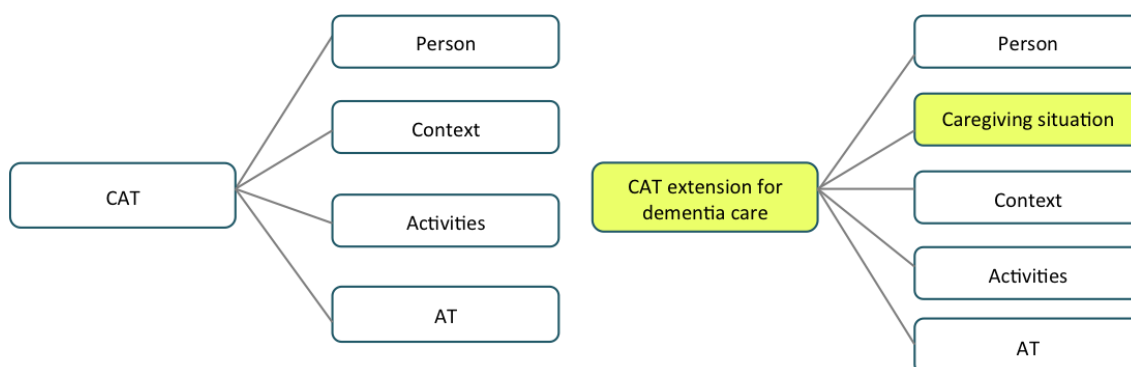 Person
Context
CAT
Activities
AT
Person
Caregiving situation
CAT extension for
dementia care
Context
Activities
AT